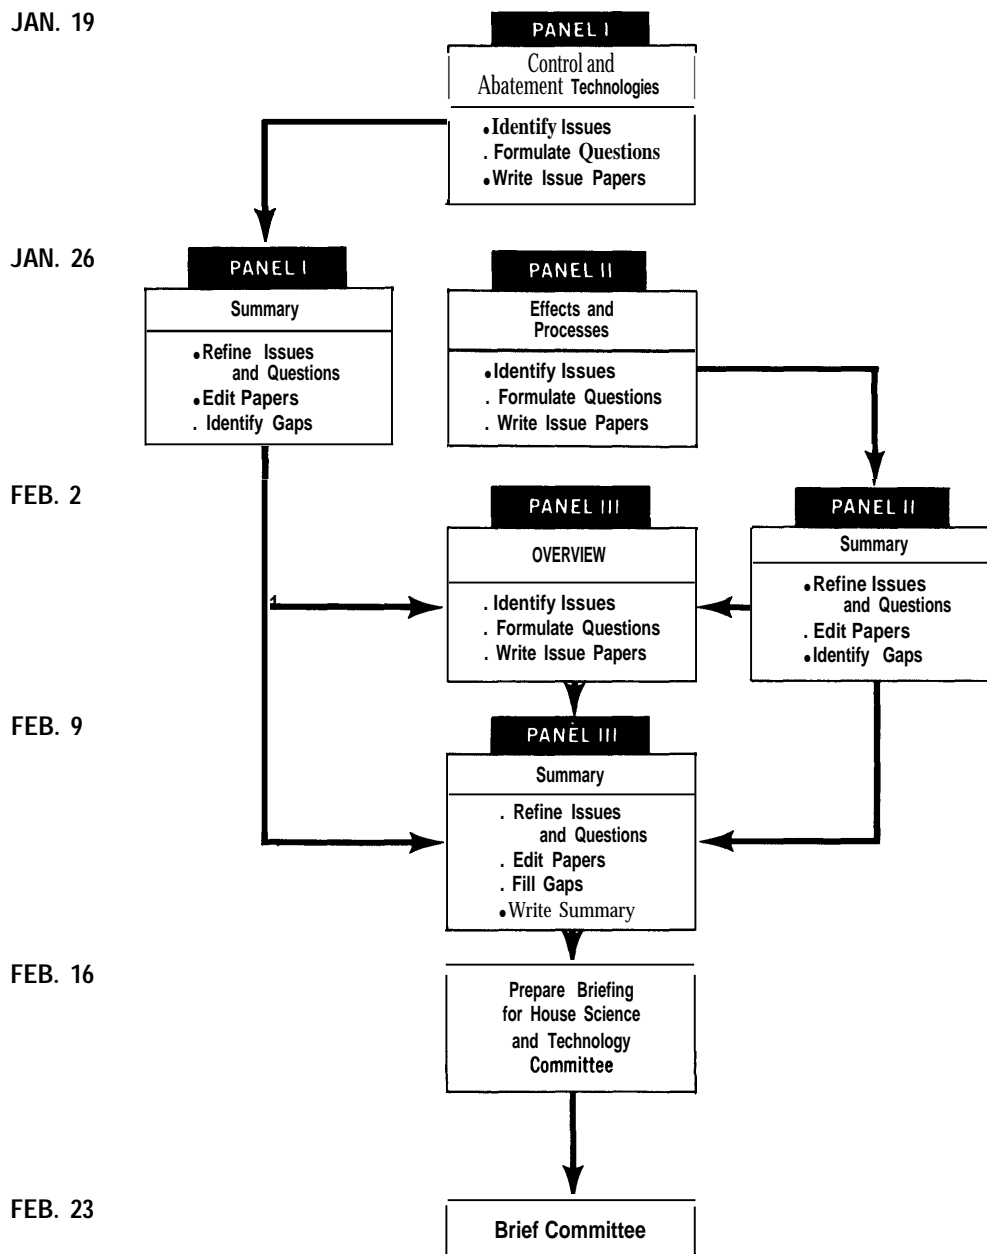 JAN. 19
PANEL I
Control and
Abatement Technologies
• Identify Issues
. Formulate Questions
• Write Issue Papers
JAN. 26
PANEL I
Summary
• Refine Issues
and Questions
• Edit Papers
. Identify Gaps
PANEL II
Effects and
Processes
• Identify Issues
. Formulate Questions
. Write Issue Papers
FEB. 2
PANEL III
OVERVIEW
. Identify Issues
. Formulate Questions
. Write Issue Papers
PANEL II
Summary
• Refine Issues
and Questions
. Edit Papers
• Identify Gaps
FEB. 9
PANEL III
Summary
. Refine Issues
and Questions
. Edit Papers
. Fill Gaps
• Write Summary
FEB. 16
Prepare Briefing
for House Science
and Technology
Committee
FEB. 23
Brief Committee